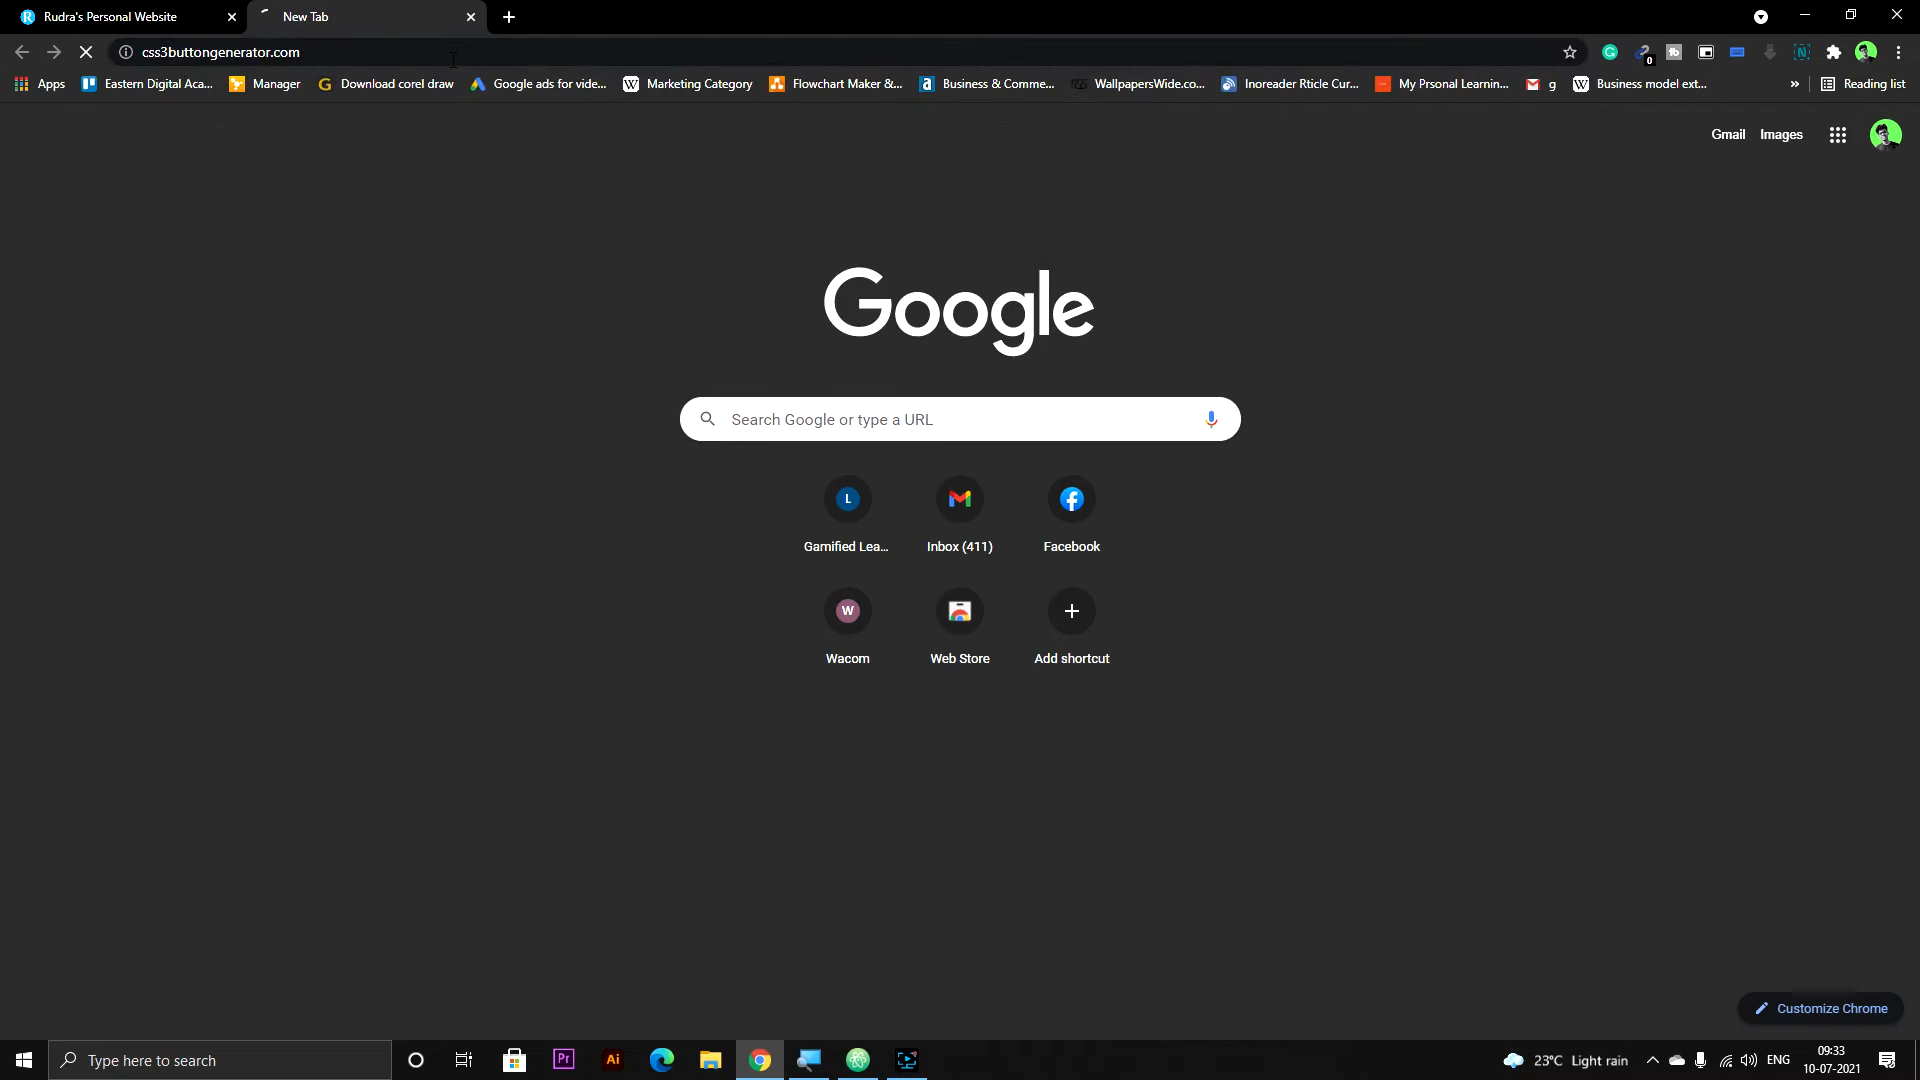 Rudra's Personal Website
New Tab
css3buttongenerator.com
0
Apps
Eastern Digital Aca...
Manager
Download corel draw
Google ads for vide...
Marketing Category
Flowchart Maker &...
Business & Comme...
WallpapersWide.co...
Inoreader Rticle Cur...
My Prsonal Learnin...
g
Business model ext...
»
Reading list
Gmail
Images
Google
Search Google or type a URL
L
Gamified Lea...
Inbox (411)
Facebook
W
Wacom
Web Store
Add shortcut
Customize Chrome
Type here to search
Pr
Ai
23°C Light rain
ENG
09:33
10-07-2021